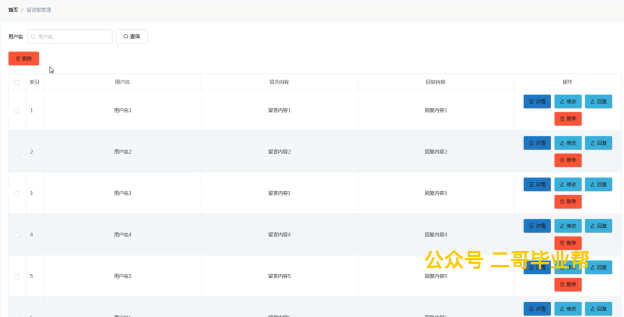 首页 / 留言板管理
用户名 用户名 查询
删除
索引 用户名 留言内容 回复内容 操作
1 用户名1 留言内容1 回复内容1 详情 修改 回复
删除
2 用户名2 留言内容2 回复内容2 详情 修改 回复
删除
3 用户名3 留言内容3 回复内容3 详情 修改 回复
删除
4 用户名4 留言内容4 回复内容4 详情 修改 回复
删除
公众号 二哥毕业帮
5 用户名5 留言内容5 回复内容5 回复
删除
详情 修改 回复